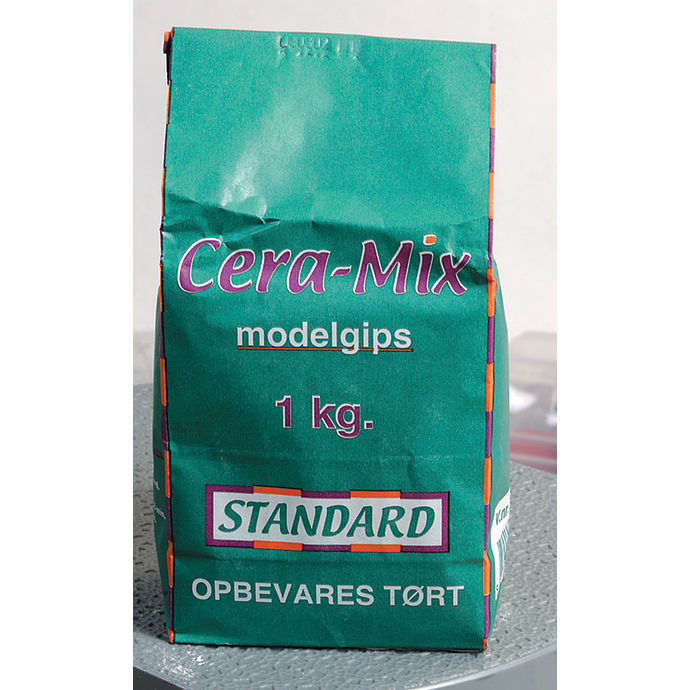 Cera-Mix
modelgips
1 kg.
STANDARD
OPBEVARES TØRT